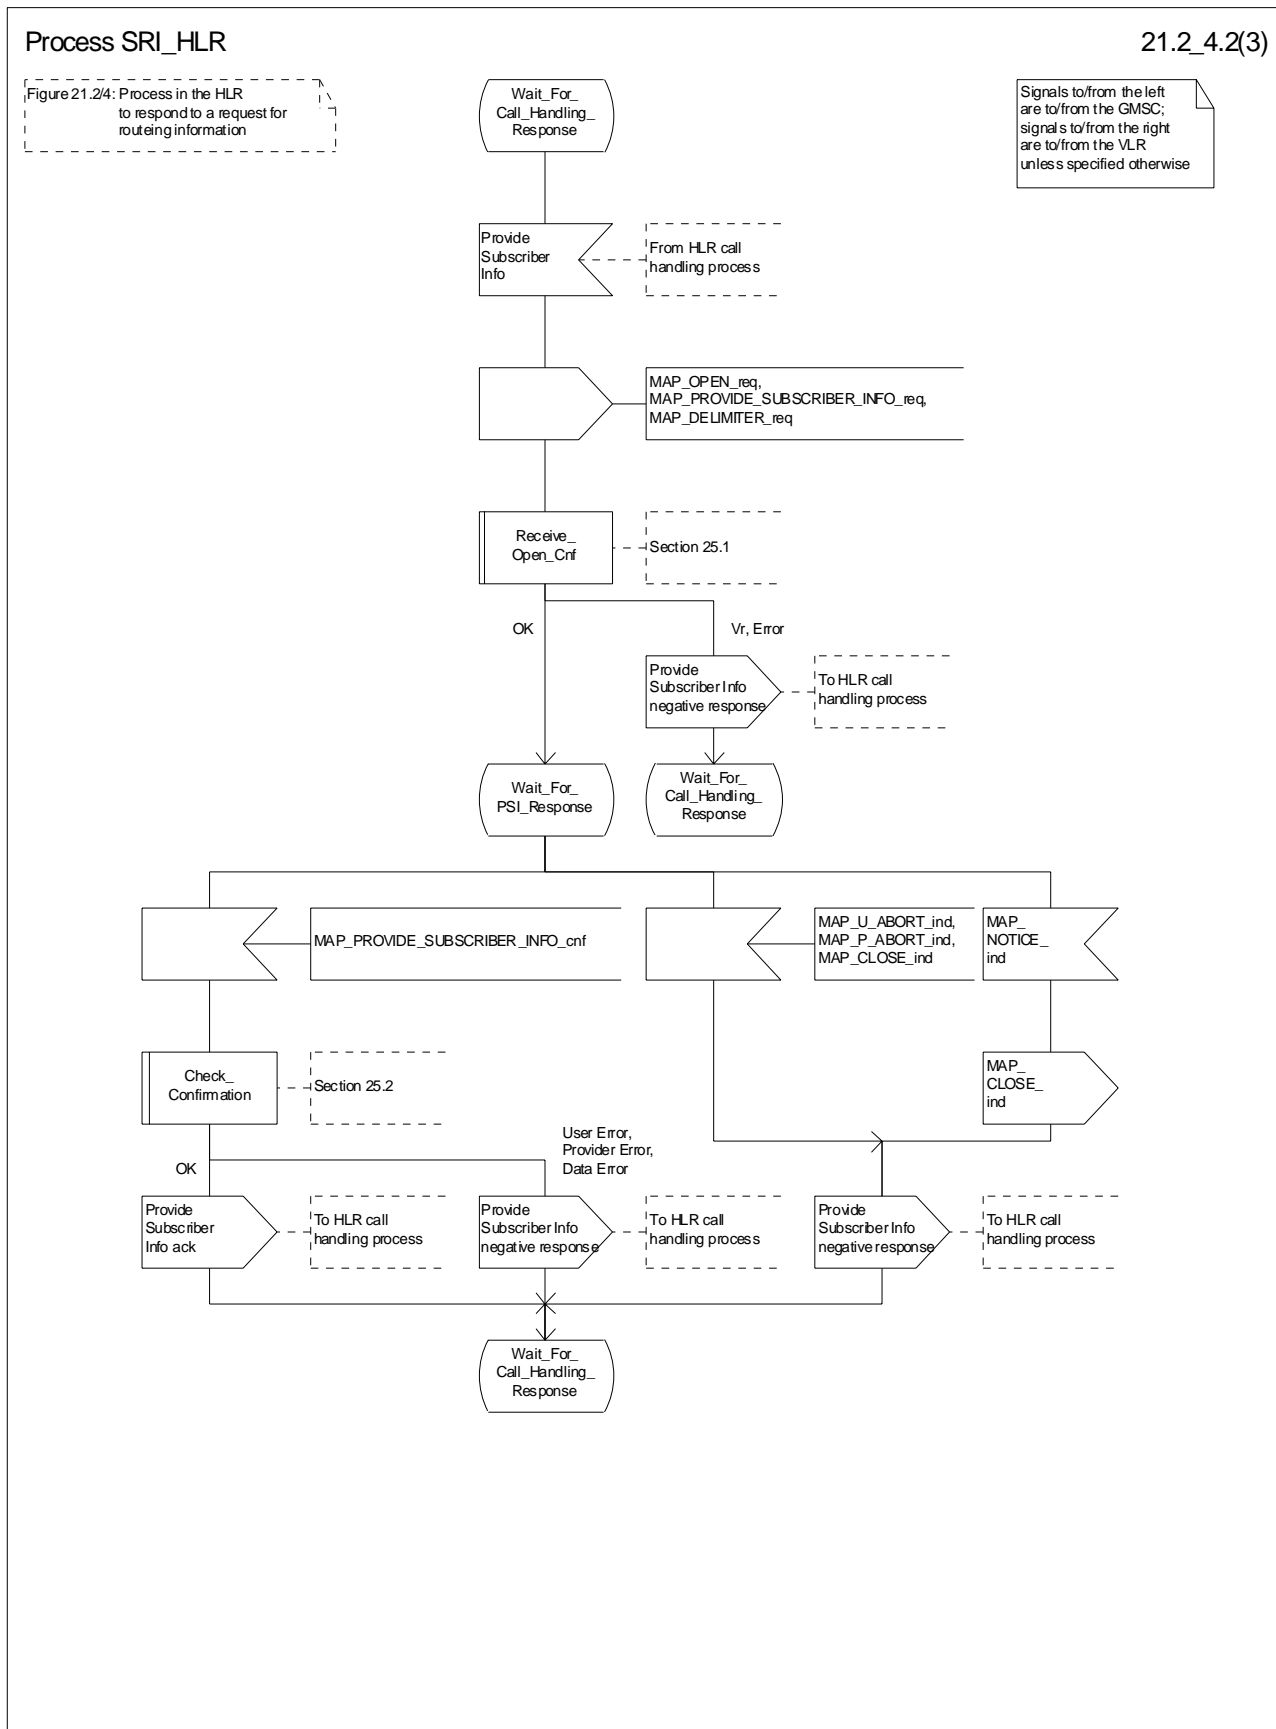 Process SRI_HLR
21.2_4.2(3)
Figure 21.2/4: Process in the HLR
to respond to a request for
routeing information
Wait_For_
Call_Handling_
Response
Signals to/from the left
are to/from the GMSC;
signals to/from the right
are to/from the VLR
unless specified otherwise
Provide
Subscriber
Info
From HLR call
handling process
MAP_OPEN_req,
MAP_PROVIDE_SUBSCRIBER_INFO_req,
MAP_DELIMITER_req
Receive_
Open_Cnf
Section 25.1
OK
Vr, Error
Provide
Subscriber Info
negative response
To HLR call
handling process
Wait_For_
PSI_Response
Wait_For_
Call_Handling_
Response
MAP_PROVIDE_SUBSCRIBER_INFO_cnf
MAP_U_ABORT_ind,
MAP_P_ABORT_ind,
MAP_CLOSE_ind
MAP_
NOTICE_
ind
Check_
Confirmation
Section 25.2
MAP_
CLOSE_
ind
OK
User Error,
Provider Error,
Data Error
Provide
Subscriber
Info ack
To HLR call
handling process
Provide
Subscriber Info
negative response
To HLR call
handling process
Provide
Subscriber Info
negative response
To HLR call
handling process
Wait_For_
Call_Handling_
Response